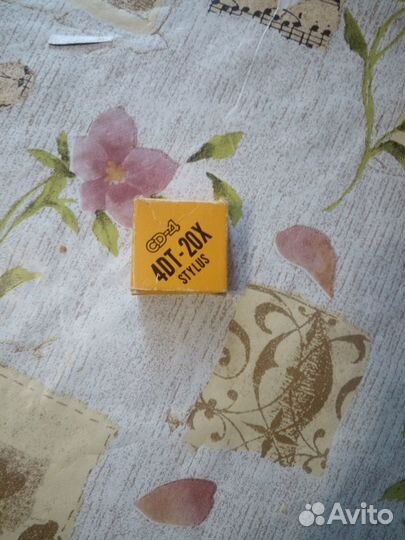 CD-4
4DT-20X
STYLUS
Avito